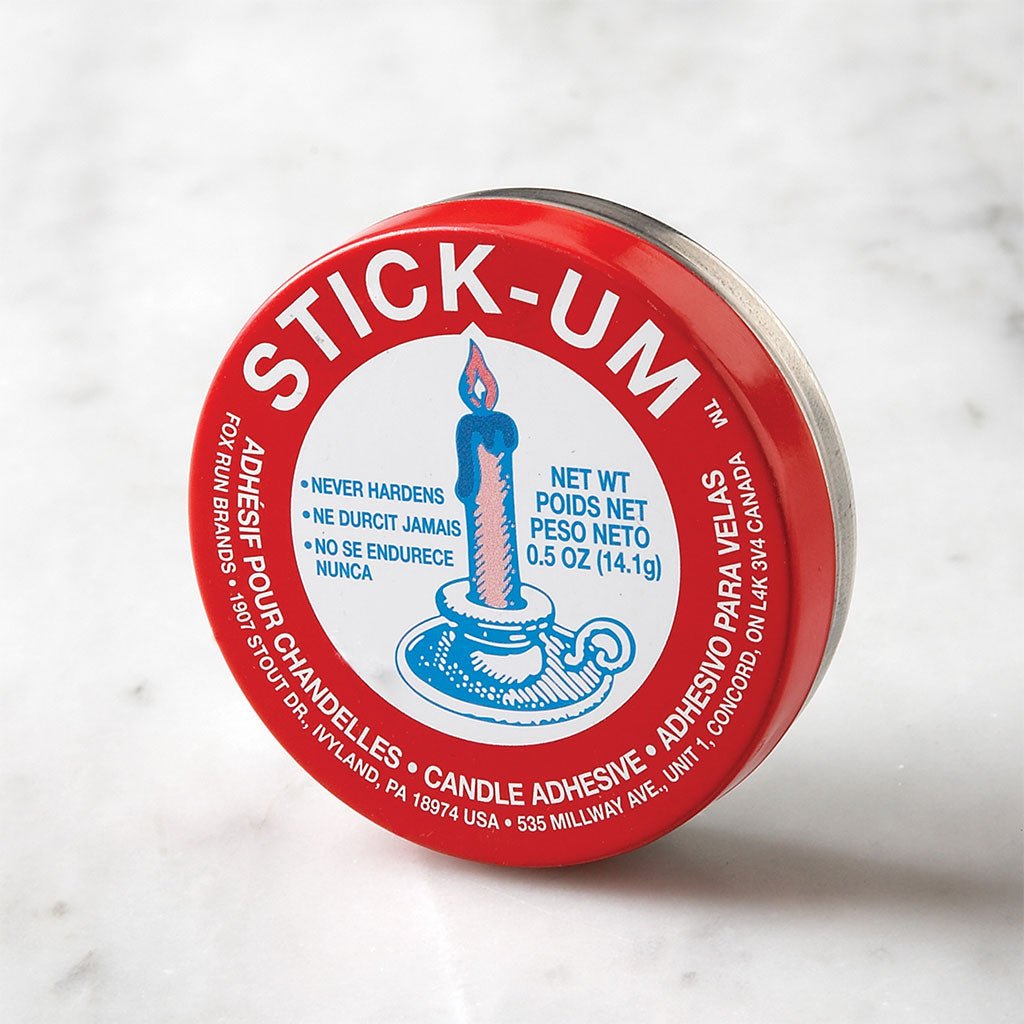 STICK-UM™
• NEVER HARDENS
• NE DURCIT JAMAIS
• NO SE ENDURECE
NUNCA
NET WT
POIDS NET
PESO NETO
0.5 OZ (14.1g)
ADHÉSIF POUR CHANDELLES • CANDLE ADHESIVE • ADHESIVO PARA VELAS
FOX RUN BRANDS • 1907 STOUT DR., IVYLAND, PA 18974 USA • 535 MILLWAY AVE., UNIT 1, CONCORD, ON L4K 3V4 CANADA